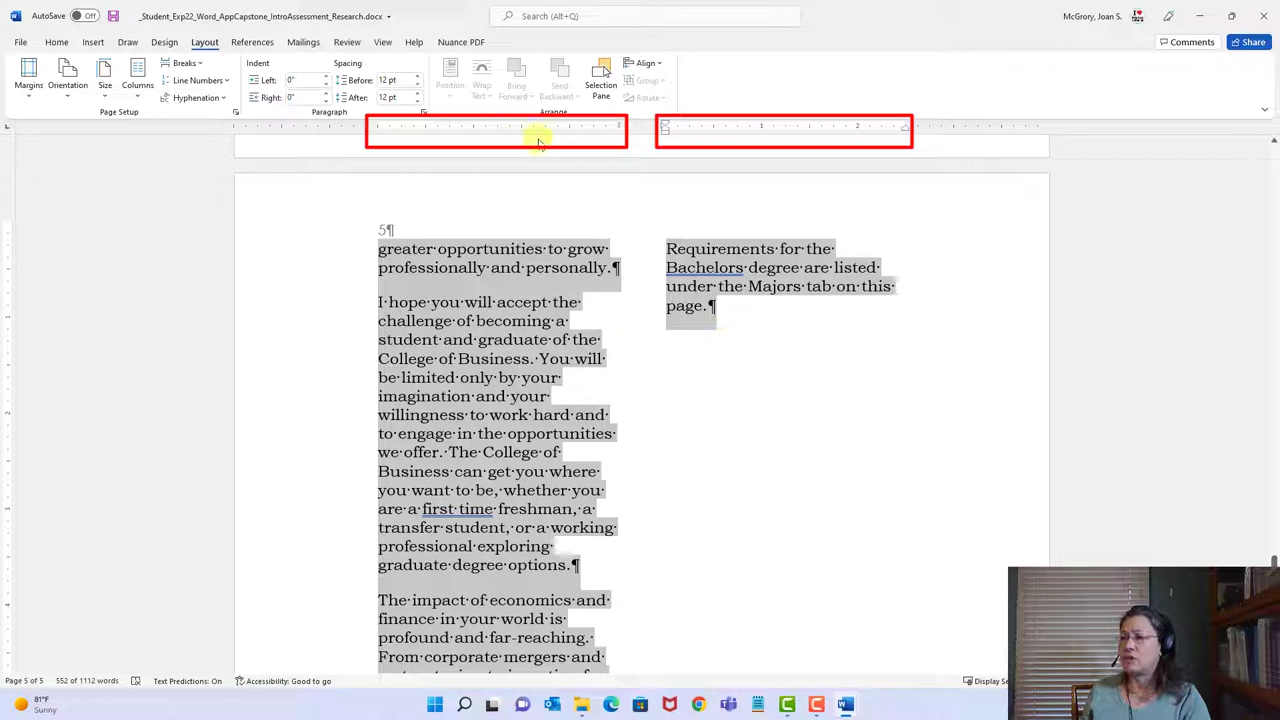 AutoSave Off _Student_Exp22_Word_AppCapstone_IntroAssessment_Research.docx Search (Alt+Q) McGrory, Joan S.
File Home Insert Draw Design Layout References Mailings Review View Help Nuance PDF Comments Share
Margins Orientation Size Columns Breaks Line Numbers Hyphenation
Page Setup
Indent Spacing
Left: 0" Before: 12 pt
Right: 0" After: 12 pt
Paragraph
Position Wrap Text Bring Forward Send Backward Selection Pane Align Group Rotate
Arrange
1 2
5¶
greater·opportunities·to·grow·
professionally·and·personally.¶
I·hope·you·will·accept·the·
challenge·of·becoming·a·
student·and·graduate·of·the·
College·of·Business.·You·will·
be·limited·only·by·your·
imagination·and·your·
willingness·to·work·hard·and·
to·engage·in·the·opportunities·
we·offer.·The·College·of·
Business·can·get·you·where·
you·want·to·be,·whether·you·
are·a·first·time·freshman,·a·
transfer·student,·or·a·working·
professional·exploring·
graduate·degree·options.¶
The·impact·of·economics·and·
finance·in·your·world·is·
profound·and·far-reaching.·
From·corporate·mergers·and·
Requirements·for·the·
Bachelors·degree·are·listed·
under·the·Majors·tab·on·this·
page.¶
Page 5 of 5 552 of 1112 words Text Predictions: On Accessibility: Good to go Display Se
81°F
Sunny